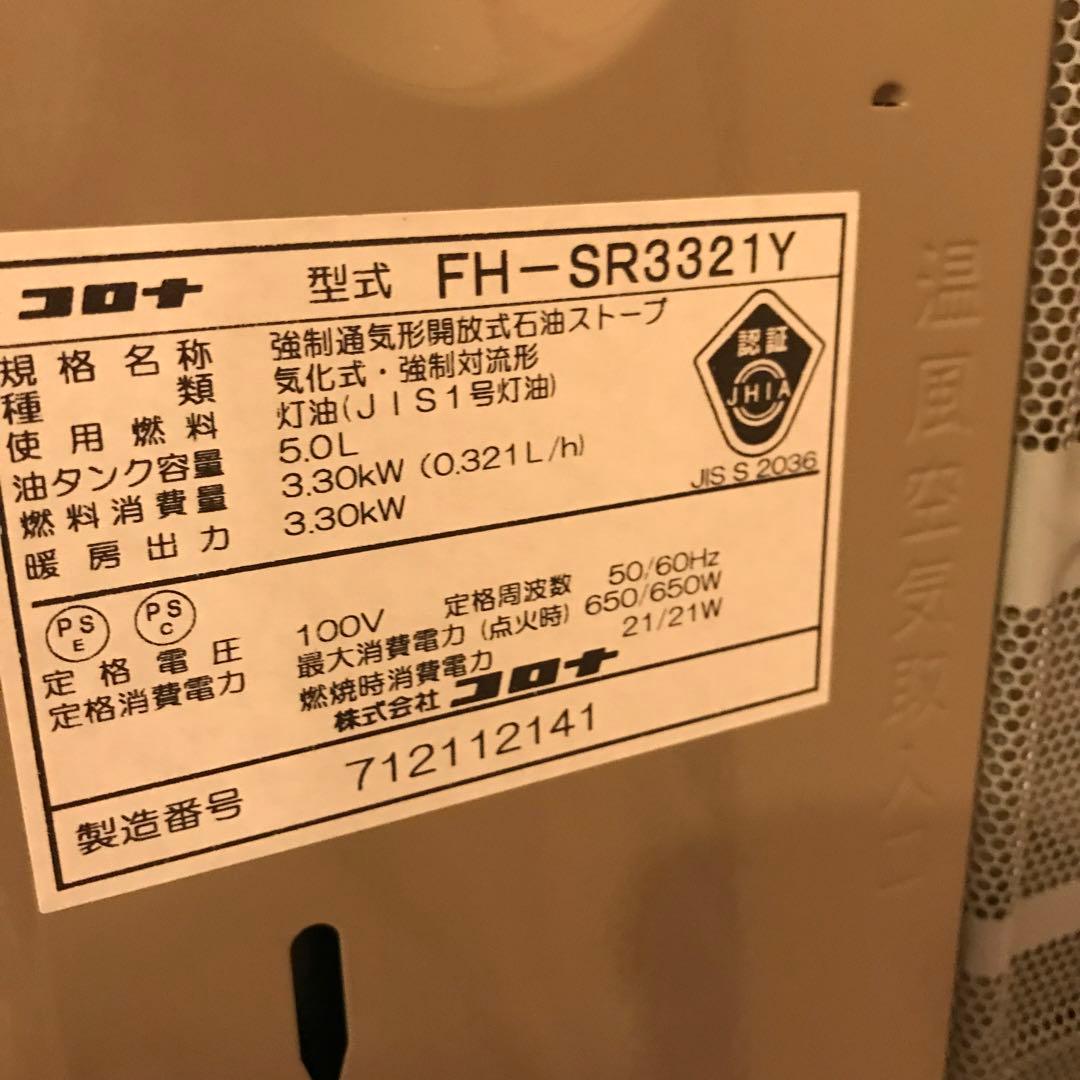 コロナ 型式 FH-SR3321Y
規格名称 強制通気形開放式石油ストーブ
種類 気化式・強制対流形
使用燃料 灯油(JIS1号灯油)
油タンク容量 5.0L
燃料消費量 3.30kW (0.321L/h)
暖房出力 3.30kW
認証
JHIA
JIS S 2036
PS E PS C
定格電圧 100V 定格周波数 50/60Hz
定格消費電力 最大消費電力 (点火時) 650/650W
燃焼時消費電力 21/21W
株式会社 コロナ
製造番号 712112141
温風空気取入口